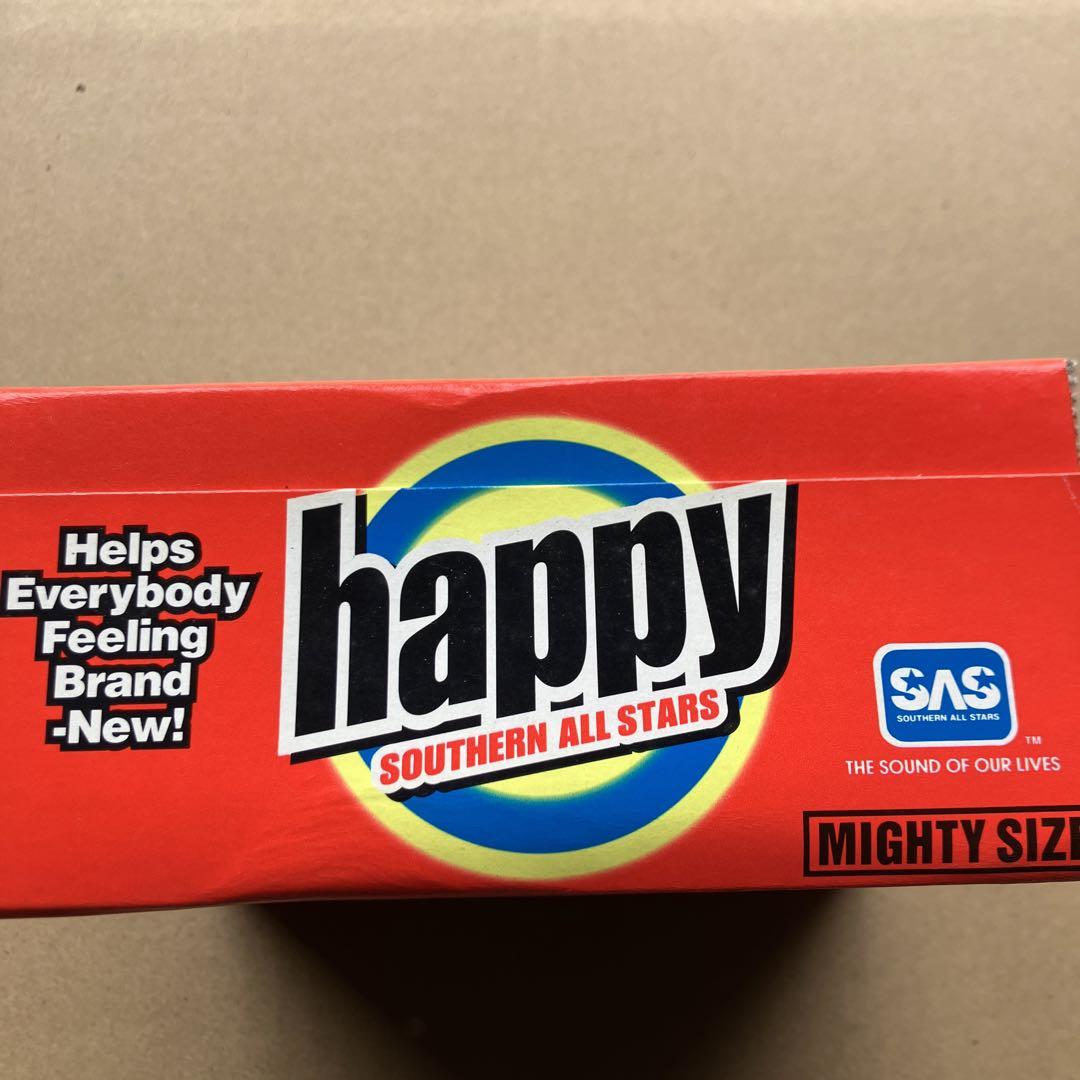 Helps
Everybody
Feeling
Brand
-New!
happy
SOUTHERN ALL STARS
SAS
SOUTHERN ALL STARS
TM
THE SOUND OF OUR LIVES
MIGHTY SIZE